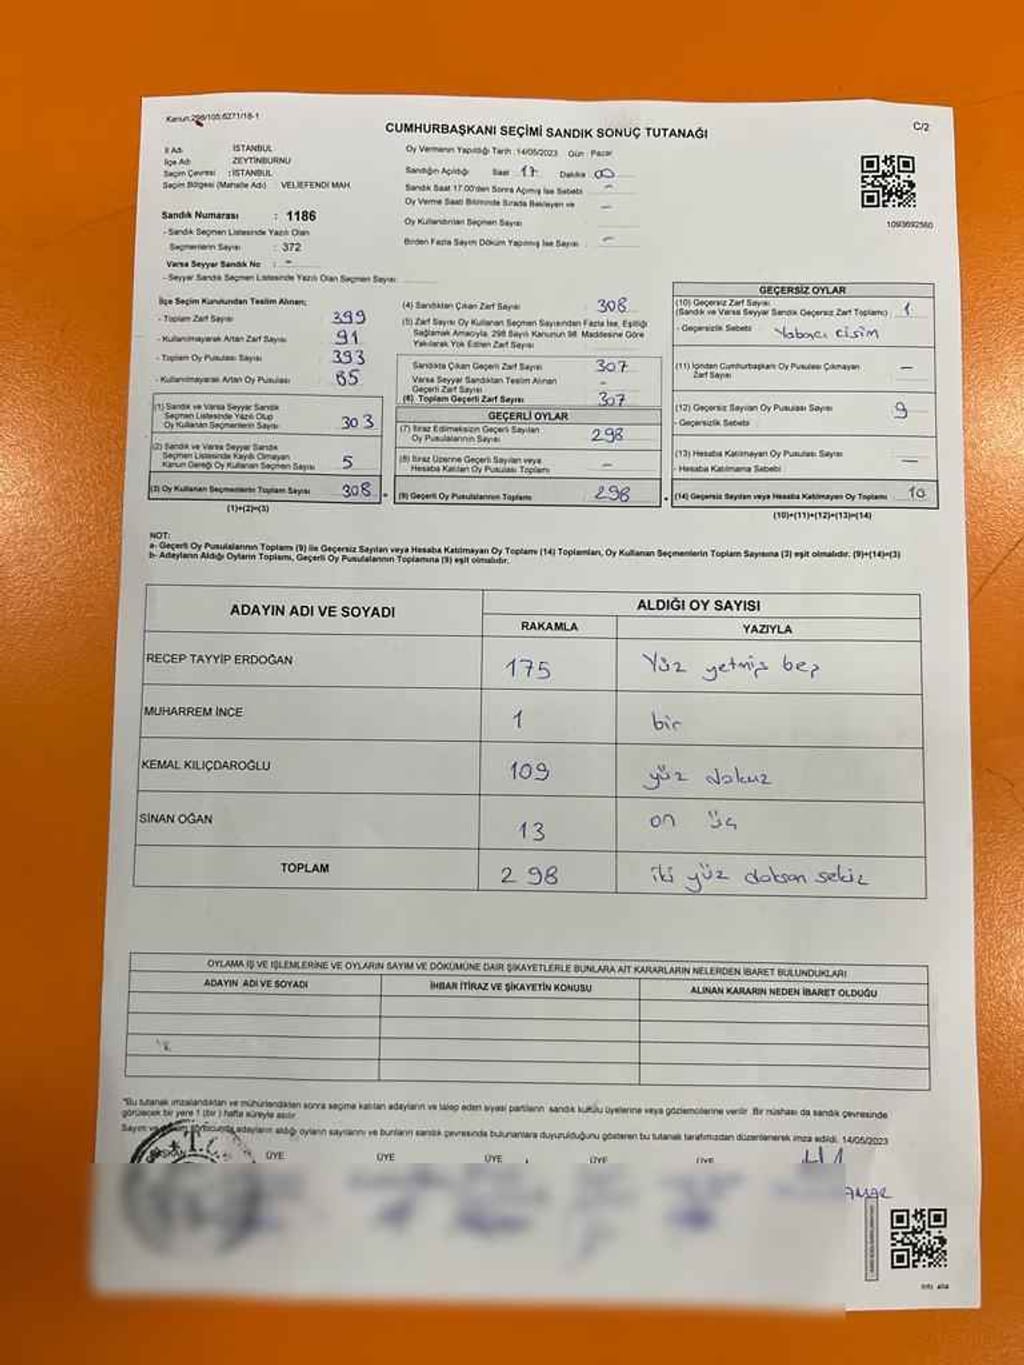 Kanun:298/105;6271/18-1
C/2
CUMHURBAŞKANI SEÇİMİ SANDIK SONUÇ TUTANAĞI
İl Adı : İSTANBUL
İlçe Adı : ZEYTİNBURNU
Seçim Çevresi : İSTANBUL
Seçim Bölgesi (Mahalle Adı) VELİEFENDİ MAH.
Oy Vermenin Yapıldığı Tarih :14/05/2023 Gün : Pazar
Sandığın Açıldığı Saat 17 Dakika 00
Sandık Saat 17.00'den Sonra Açılmış İse Sebebi –
Oy Verme Saati Bitiminde Sırada Bekleyen ve
Oy Kullandırılan Seçmen Sayısı –
Birden Fazla Sayım Döküm Yapılmış İse Sayısı –
1093692560
Sandık Numarası : 1186
- Sandık Seçmen Listesinde Yazılı Olan
Seçmenlerin Sayısı : 372
Varsa Seyyar Sandık No : –
- Seyyar Sandık Seçmen Listesinde Yazılı Olan Seçmen Sayısı:
İlçe Seçim Kurulundan Teslim Alınan;
- Toplam Zarf Sayısı 399
- Kullanılmayarak Artan Zarf Sayısı 91
- Toplam Oy Pusulası Sayısı 393
- Kullanılmayarak Artan Oy Pusulası 85
(1) Sandık ve Varsa Seyyar Sandık
Seçmen Listesinde Yazılı Olup
Oy Kullanan Seçmenlerin Sayısı 303
(2) Sandık ve Varsa Seyyar Sandık
Seçmen Listesinde Kaydı Olmayan
Kanun Gereği Oy Kullanan Seçmen Sayısı 5
(3) Oy Kullanan Seçmenlerin Toplam Sayısı 308
(1)+(2)=(3)
(4) Sandıktan Çıkan Zarf Sayısı 308
(5) Zarf Sayısı Oy Kullanan Seçmen Sayısından Fazla İse, Eşitliği
Sağlamak Amacıyla, 298 Sayılı Kanunun 98. Maddesine Göre
Yakılarak Yok Edilen Zarf Sayısı
Sandıkta Çıkan Geçerli Zarf Sayısı 307
Varsa Seyyar Sandıktan Teslim Alınan
Geçerli Zarf Sayısı –
(6) Toplam Geçerli Zarf Sayısı 307
GEÇERLİ OYLAR
(7) İtiraz Edilmeksizin Geçerli Sayılan
Oy Pusulalarının Sayısı 298
(8) İtiraz Üzerine Geçerli Sayılan veya
Hesaba Katılan Oy Pusulası Toplamı –
(9) Geçerli Oy Pusulalarının Toplamı 298
GEÇERSİZ OYLAR
(10) Geçersiz Zarf Sayısı
(Sandık ve Varsa Seyyar Sandık Geçersiz Zarf Toplamı) 1
- Geçersizlik Sebebi Yabancı cisim
(11) İçinden Cumhurbaşkanı Oy Pusulası Çıkmayan
Zarf Sayısı –
(12) Geçersiz Sayılan Oy Pusulası Sayısı 9
- Geçersizlik Sebebi
(13) Hesaba Katılmayan Oy Pusulası Sayısı –
- Hesaba Katılmama Sebebi
(14) Geçersiz Sayılan veya Hesaba Katılmayan Oy Toplamı 10
(10)+(11)+(12)+(13)=(14)
NOT:
a- Geçerli Oy Pusulalarının Toplamı (9) ile Geçersiz Sayılan veya Hesaba Katılmayan Oy Toplamı (14) Toplamları, Oy Kullanan Seçmenlerin Toplam Sayısına (3) eşit olmalıdır. (9)+(14)=(3)
b- Adayların Aldığı Oyların Toplamı, Geçerli Oy Pusulalarının Toplamına (9) eşit olmalıdır.
ADAYIN ADI VE SOYADI ALDIĞI OY SAYISI
RAKAMLA YAZIYLA
RECEP TAYYİP ERDOĞAN 175 Yüz yetmiş beş
MUHARREM İNCE 1 bir
KEMAL KILIÇDAROĞLU 109 yüz dokuz
SİNAN OĞAN 13 on üç
TOPLAM 298 iki yüz doksan sekiz
OYLAMA İŞ VE İŞLEMLERİNE VE OYLARIN SAYIM VE DÖKÜMÜNE DAİR ŞİKAYETLERLE BUNLARA AİT KARARLARIN NELERDEN İBARET BULUNDUKLARI
ADAYIN ADI VE SOYADI İHBAR İTİRAZ VE ŞİKAYETİN KONUSU ALINAN KARARIN NEDEN İBARET OLDUĞU
"Bu tutanak imzalandıktan ve mühürlendikten sonra seçime katılan adayların ve talep eden siyasi partilerin sandık kurulu üyelerine veya gözlemcilerine verilir. Bir nüshası da sandık çevresinde
görülecek bir yere 1 (bir ) hafta süreyle asılır.
Sayım ve döküm sonucunda adayların aldığı oyların sayılarını ve bunların sandık çevresinde bulunanlara duyurulduğunu gösteren bu tutanak tarafımızdan düzenlenerek imza edildi. 14/05/2023
T.C.
BAŞKAN ÜYE ÜYE ÜYE ÜYE ÜYE